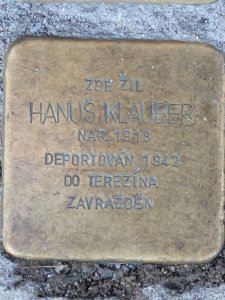 ZDE ŽIL
HANUŠ KLAUBER
NAR. 1918
DEPORTOVÁN 1942
DO TEREZÍNA
ZAVRAŽDĚN